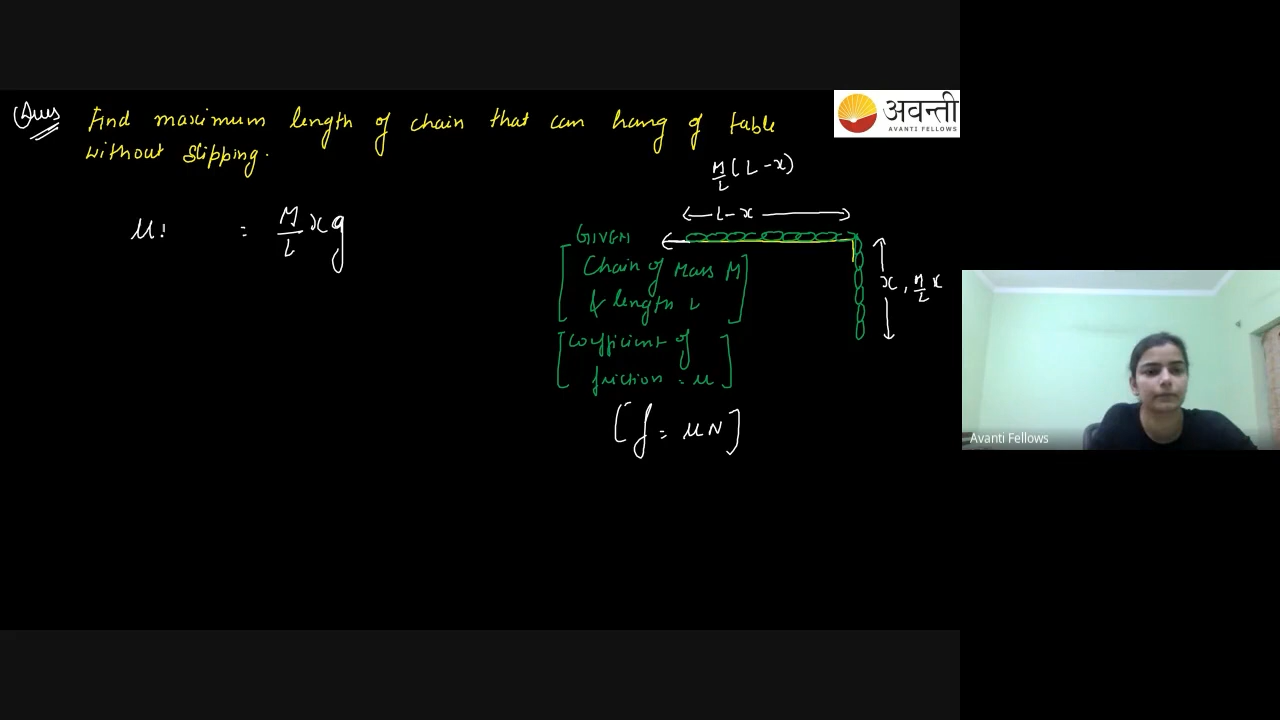 Ques Find maximum length of chain that can hang of table
without slipping.
अवन्ती
AVANTI FELLOWS
M/L (L-x)
L-x
μ = M/L xg
GIVEN
Chain of Mass M
& length L
x, M/L x
[coefficient of
friction = μ]
[f = μN]
Avanti Fellows